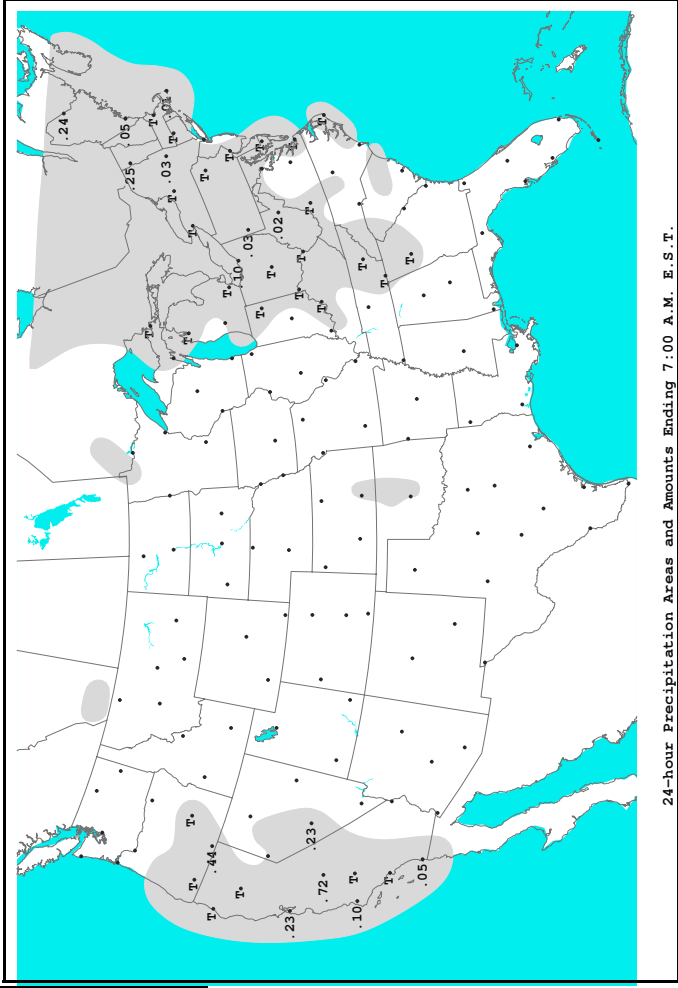 .24
.05
.25
T
T
.01
.03
T
T
T
T
T
T
T
.44
T
T
T
.10
T
.03
T
T
T
.02
.23
T
T
T
T
.23
T
T
.72
T
.10
T
T
T
T
.05
24-hour Precipitation Areas and Amounts Ending 7:00 A.M. E.S.T.